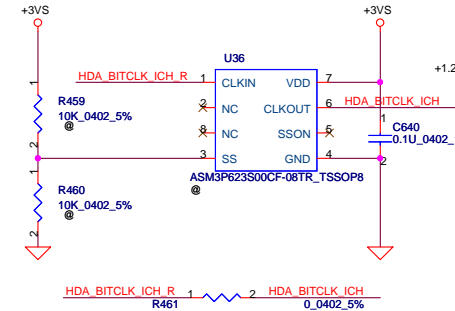 +3VS
+3VS
U36
+1.2
HDA_BITCLK_ICH_R 1 CLKIN VDD 7
2 NC CLKOUT 6 HDA_BITCLK_ICH
8 NC SSON 5
3 SS GND 4
ASM3P623S00CF-08TR_TSSOP8
@
1
R459
10K_0402_5%
@
2
1
R460
10K_0402_5%
@
2
1
C640
0.1U_0402_
2
HDA_BITCLK_ICH_R 1 2 HDA_BITCLK_ICH
R461 0_0402_5%